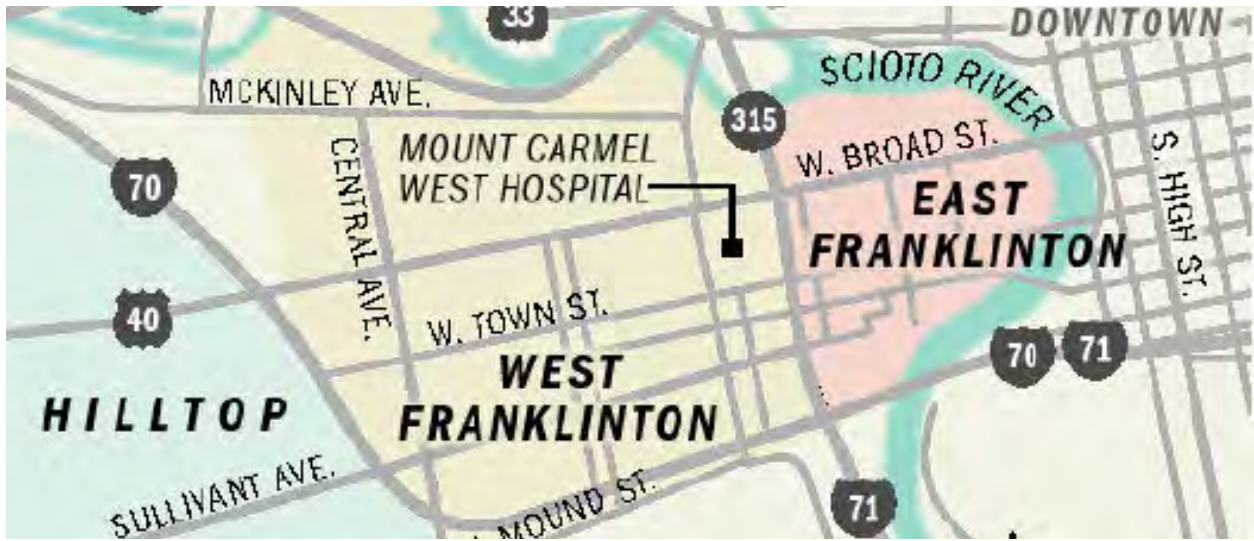 33
DOWNTOWN
SCIOTO RIVER
MCKINLEY AVE.
315
MOUNT CARMEL
WEST HOSPITAL
W. BROAD ST.
CENTRAL AVE.
S. HIGH ST.
70
EAST
FRANKLINTON
40
W. TOWN ST.
70
71
WEST
FRANKLINTON
HILLTOP
SULLIVANT AVE.
MOUND ST.
71